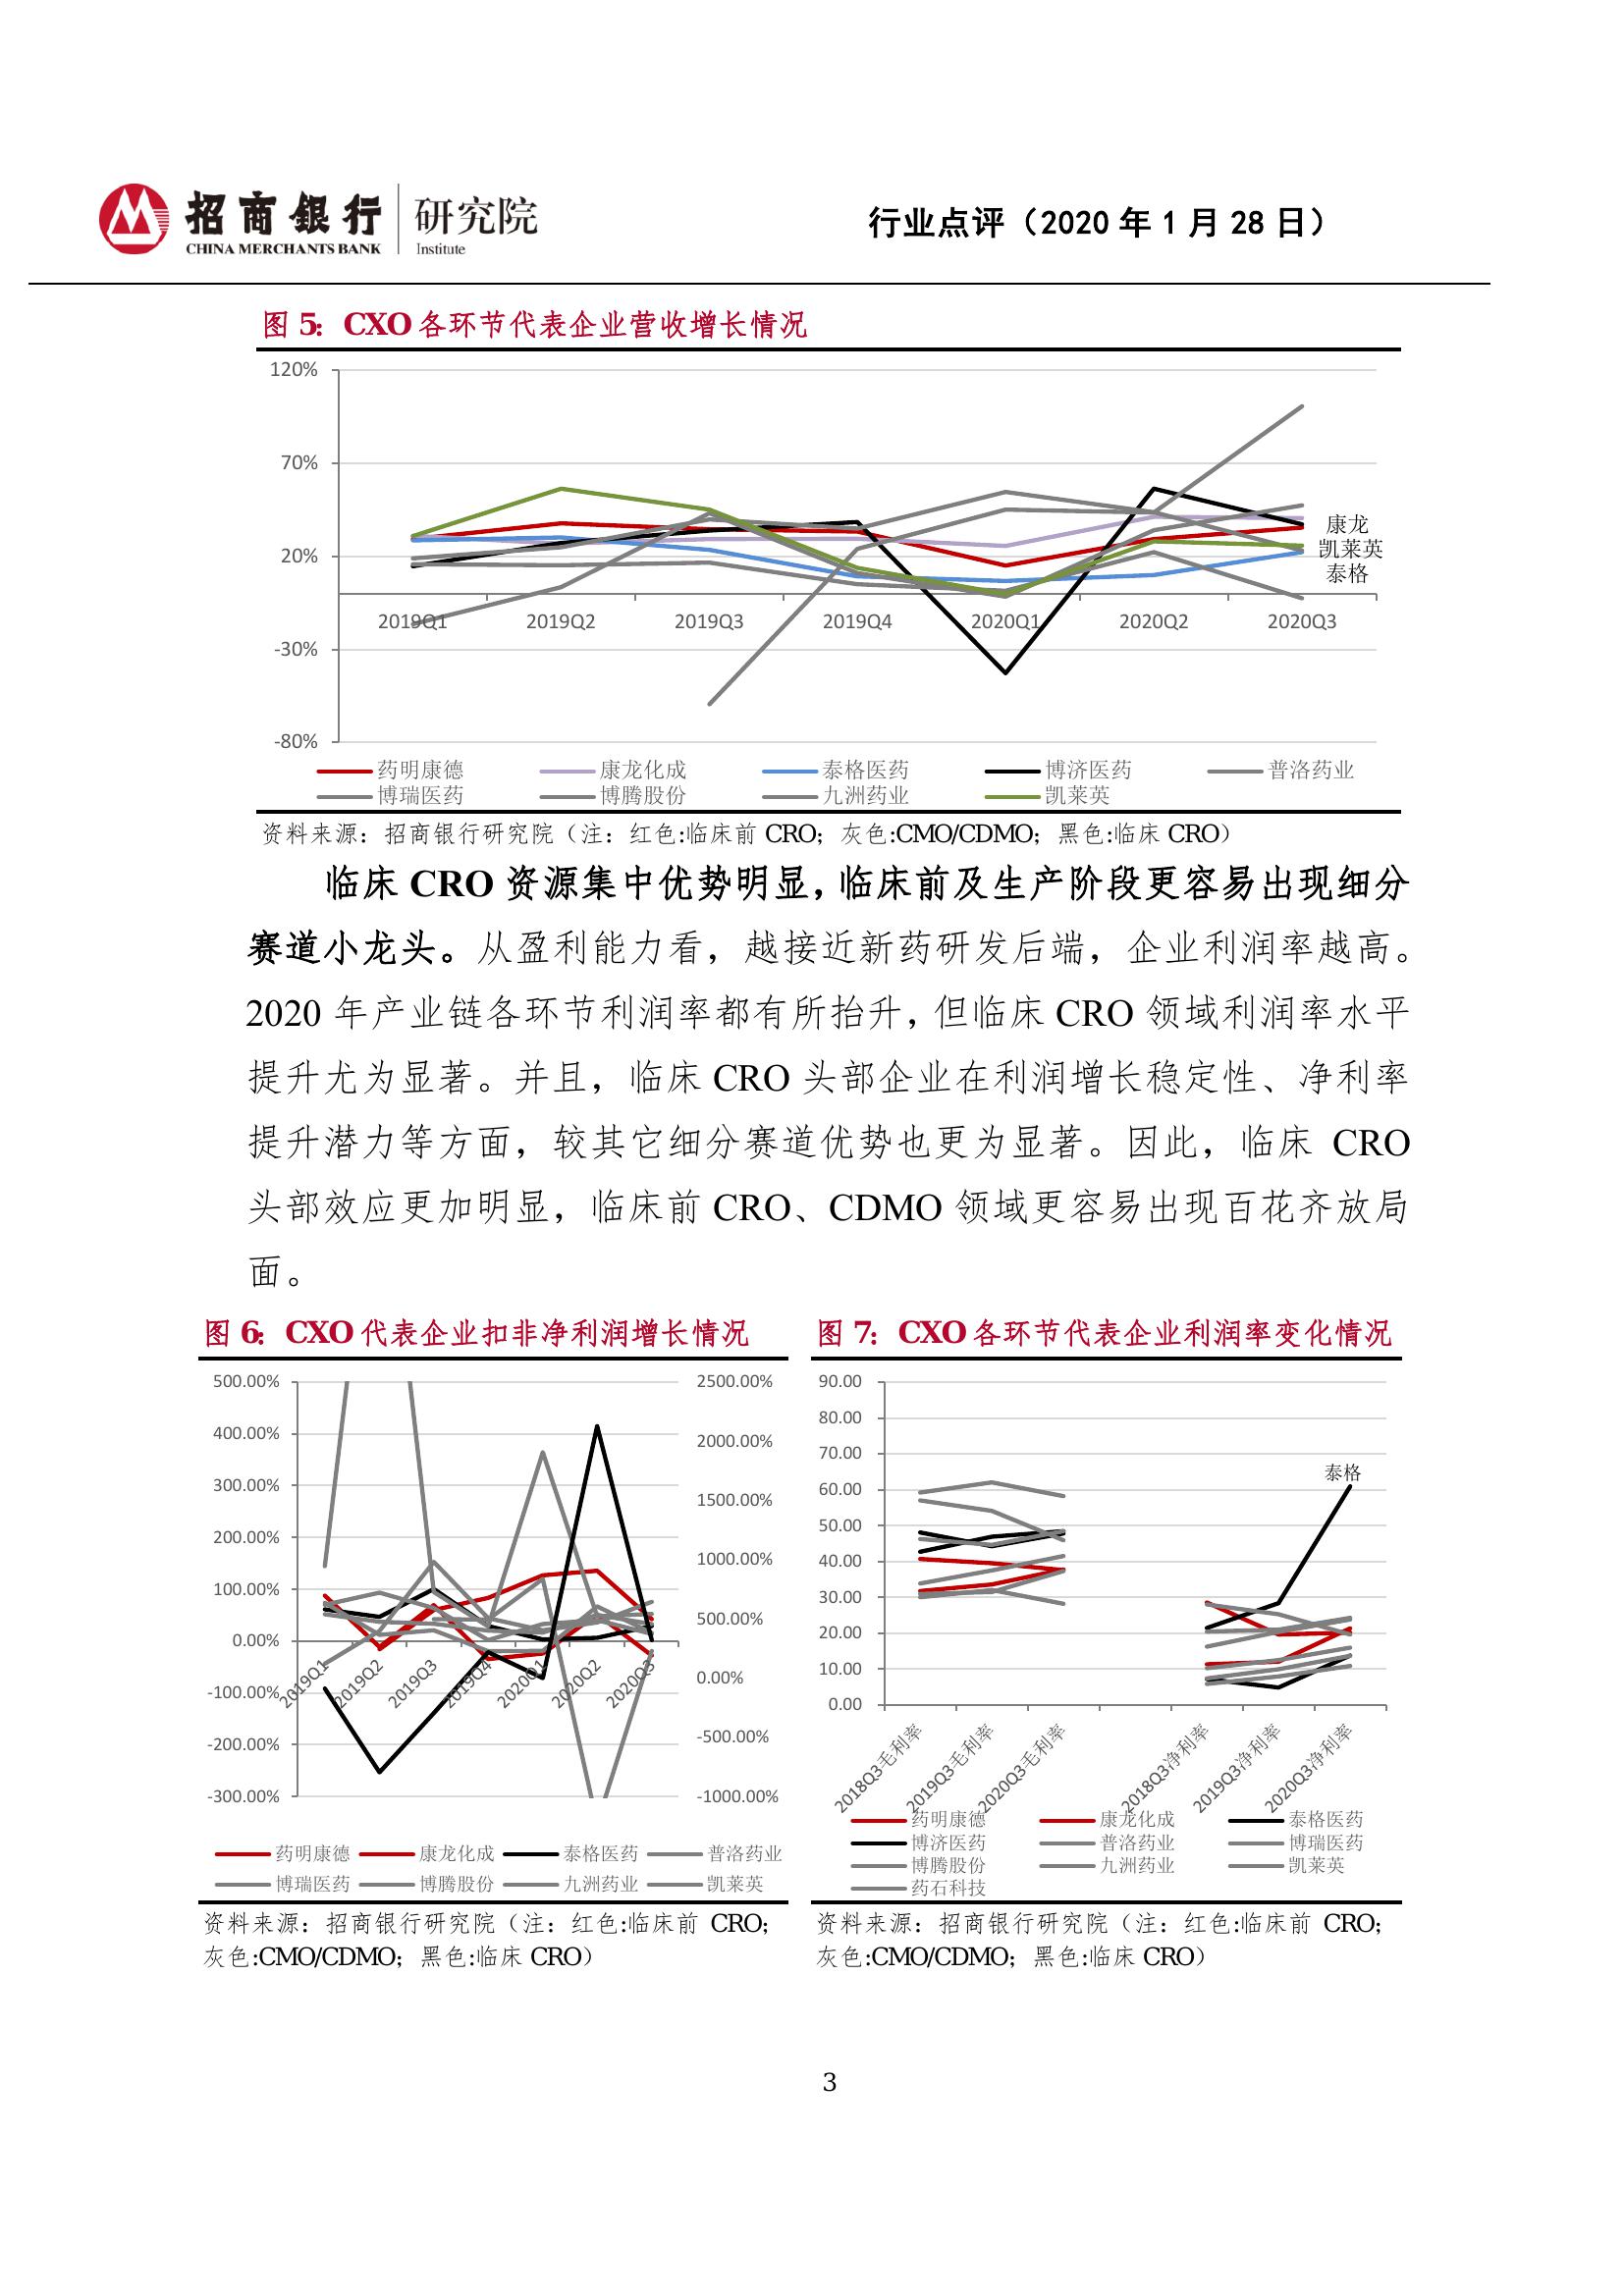 招商銀行 研究院
CHINA MERCHANTS BANK Institute
行业点评（2020 年 1 月 28 日）
图 5：CXO 各环节代表企业营收增长情况
120%
70%
20%
-30%
-80%
2019Q1 2019Q2 2019Q3 2019Q4 2020Q1 2020Q2 2020Q3
康龙
凯莱英
泰格
药明康德 康龙化成 泰格医药 博济医药 普洛药业
博瑞医药 博腾股份 九洲药业 凯莱英
资料来源：招商银行研究院（注：红色:临床前 CRO；灰色:CMO/CDMO；黑色:临床 CRO）
临床 CRO 资源集中优势明显，临床前及生产阶段更容易出现细分
赛道小龙头。从盈利能力看，越接近新药研发后端，企业利润率越高。
2020 年产业链各环节利润率都有所抬升，但临床 CRO 领域利润率水平
提升尤为显著。并且，临床 CRO 头部企业在利润增长稳定性、净利率
提升潜力等方面，较其它细分赛道优势也更为显著。因此，临床 CRO
头部效应更加明显，临床前 CRO、CDMO 领域更容易出现百花齐放局
面。
图 6：CXO 代表企业扣非净利润增长情况
500.00%
400.00%
300.00%
200.00%
100.00%
0.00%
-100.00%
-200.00%
-300.00%
2500.00%
2000.00%
1500.00%
1000.00%
500.00%
0.00%
-500.00%
-1000.00%
2019Q1 2019Q2 2019Q3 2019Q4 2020Q1 2020Q2 2020Q3
药明康德 康龙化成 泰格医药 普洛药业
博瑞医药 博腾股份 九洲药业 凯莱英
资料来源：招商银行研究院（注：红色:临床前 CRO；
灰色:CMO/CDMO；黑色:临床 CRO）
图 7：CXO 各环节代表企业利润率变化情况
90.00
80.00
70.00
60.00
50.00
40.00
30.00
20.00
10.00
0.00
泰格
2018Q3毛利率 2019Q3毛利率 2020Q3毛利率 2018Q3净利率 2019Q3净利率 2020Q3净利率
药明康德 康龙化成 泰格医药
博济医药 普洛药业 博瑞医药
博腾股份 九洲药业 凯莱英
药石科技
资料来源：招商银行研究院（注：红色:临床前 CRO；
灰色:CMO/CDMO；黑色:临床 CRO）
3